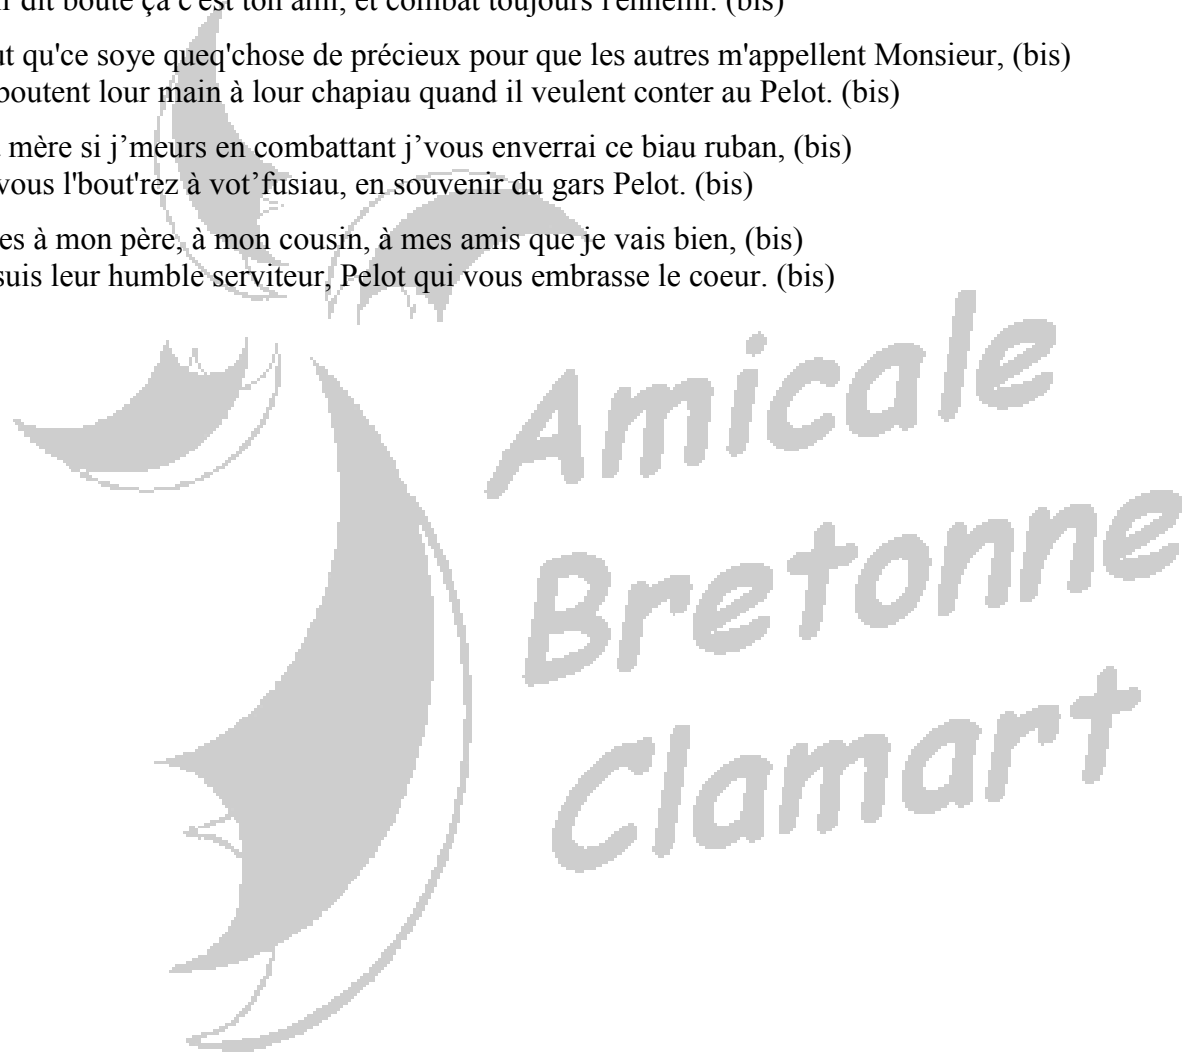 dit boute ça c'est ton ami, et combat toujours l'ennemi. (bis)
qu'ce soye queq'chose de précieux pour que les autres m'appellent Monsieur, (bis)
boutent lour main à lour chapiau quand il veulent conter au Pelot. (bis)
mère si j’meurs en combattant j’vous enverrai ce biau ruban, (bis)
vous l'bout'rez à vot’fusiau, en souvenir du gars Pelot. (bis)
es à mon père, à mon cousin, à mes amis que je vais bien, (bis)
suis leur humble serviteur, Pelot qui vous embrasse le coeur. (bis)
Amicale
Bretonne
Clamart